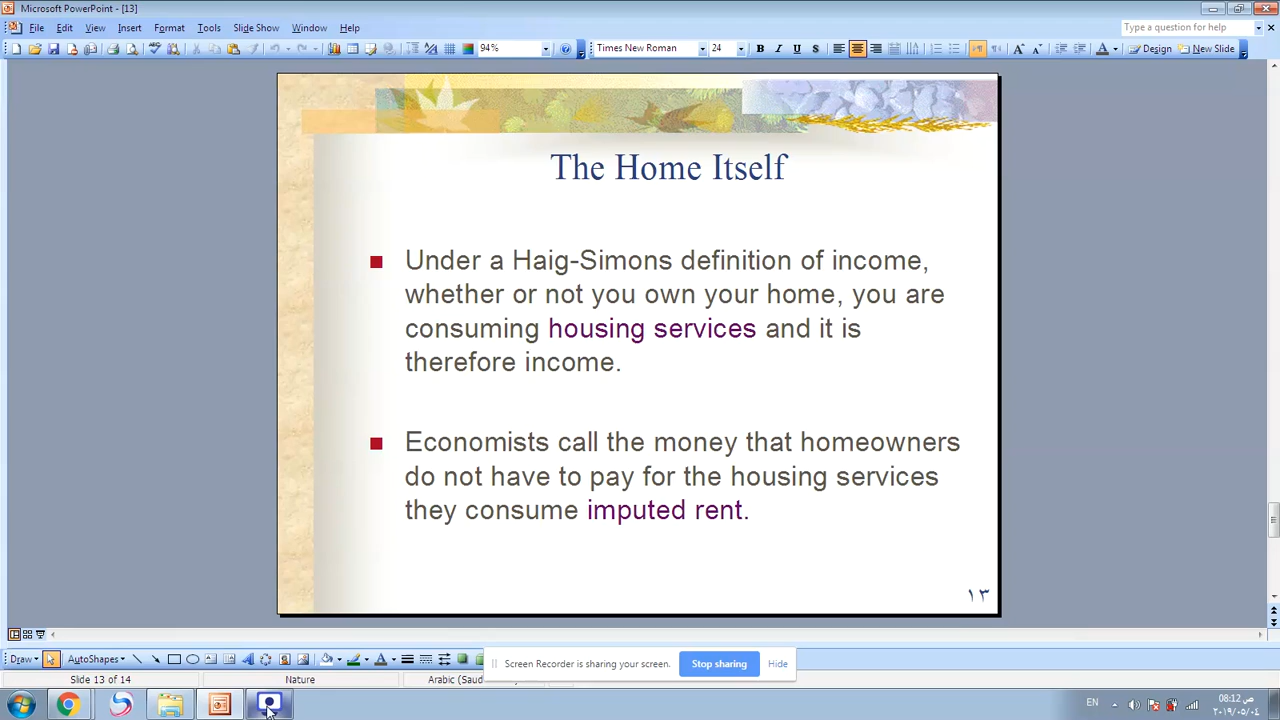 Microsoft PowerPoint - [13]
File Edit View Insert Format Tools Slide Show Window Help
Type a question for help
94%
Times New Roman 24 B I U S
Design New Slide
The Home Itself
Under a Haig-Simons definition of income,
whether or not you own your home, you are
consuming housing services and it is
therefore income.
Economists call the money that homeowners
do not have to pay for the housing services
they consume imputed rent.
١٣
Draw AutoShapes
Screen Recorder is sharing your screen. Stop sharing Hide
Slide 13 of 14 Nature Arabic (Saud
EN
08:12 ص
٢٠١٩/٠٥/٠٤